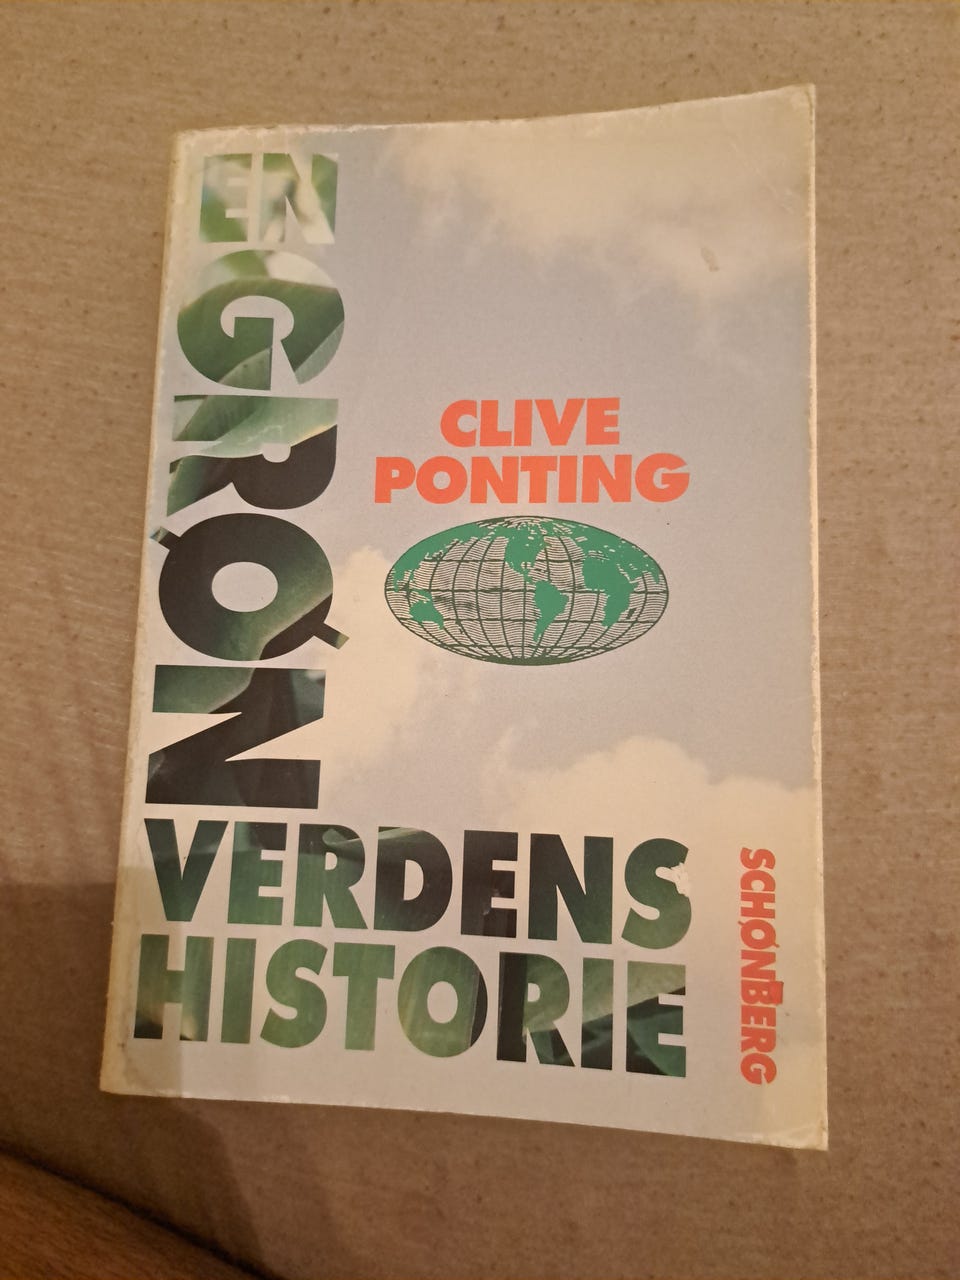 EN
GRØN
VERDENS
HISTORIE
CLIVE
PONTING
SCHØNBERG